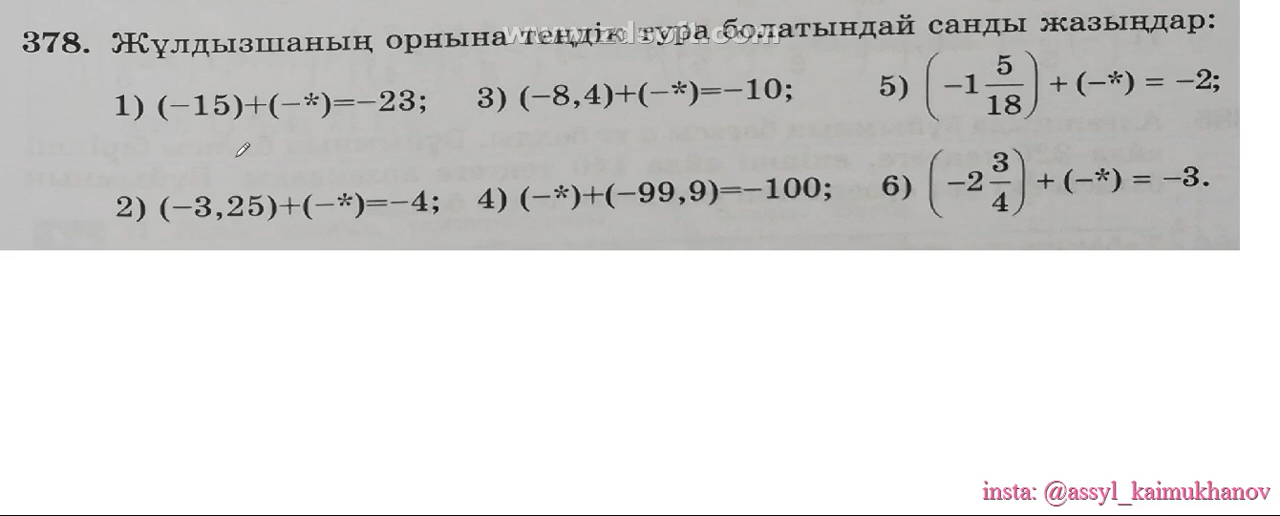 378. Жұлдызшаның орнына теңдік тура болатындай санды жазыңдар:
1) (−15)+(−*)=−23; 3) (−8,4)+(−*)=−10; 5) (−1 5/18) + (−*) = −2;
2) (−3,25)+(−*)=−4; 4) (−*)+(−99,9)=−100; 6) (−2 3/4) + (−*) = −3.
insta: @assyl_kaimukhanov